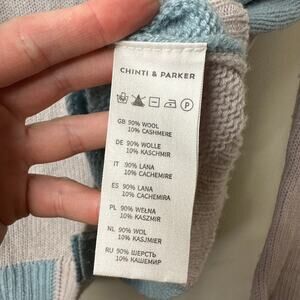 CHINTI & PARKER
GB 90% WOOL
10% CASHMERE
DE 90% WOLLE
10% KASCHMIR
IT 90% LANA
10% CACHEMIRA
ES 90% LANA
10% CACHEMIRA
PL 90% WEŁNA
10% KASZMIR
NL 90% WOL
10% KASJMIER
RU 90% ШЕРСТЬ
10% КАШЕМИР